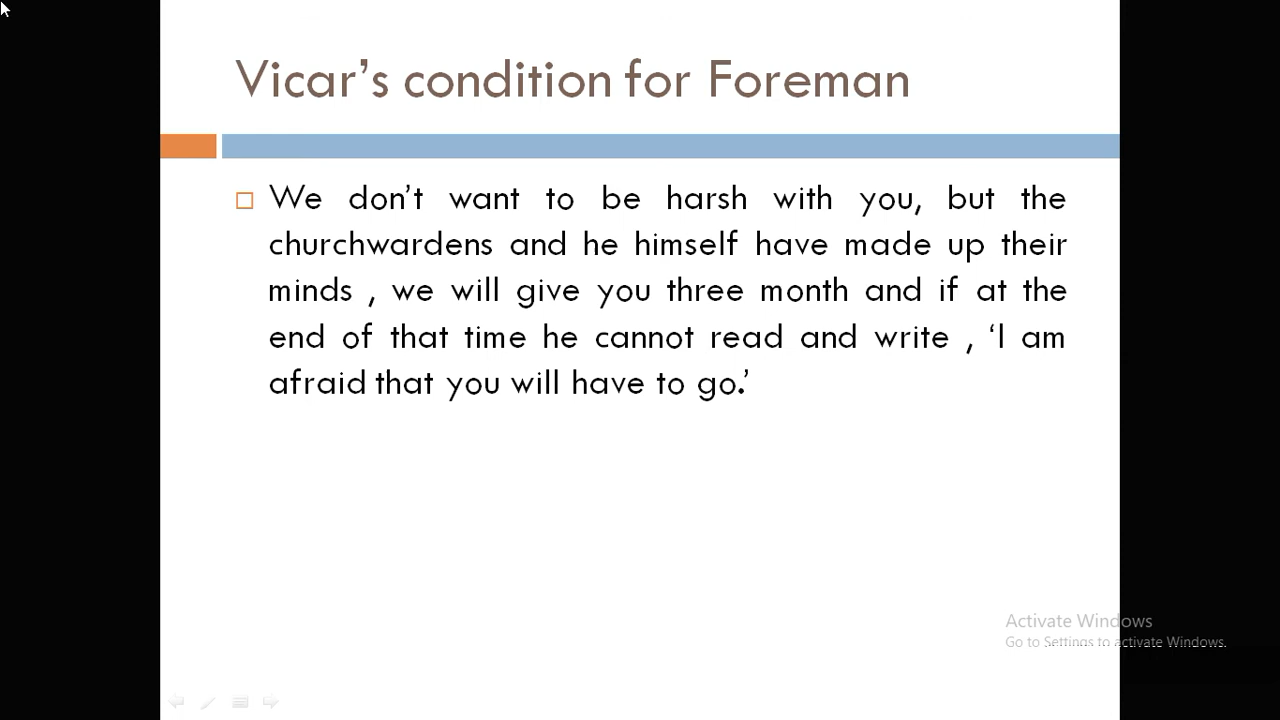 Vicar’s condition for Foreman
We don’t want to be harsh with you, but the
churchwardens and he himself have made up their
minds , we will give you three month and if at the
end of that time he cannot read and write , ‘I am
afraid that you will have to go.’
Activate Windows
Go to Settings to activate Windows.